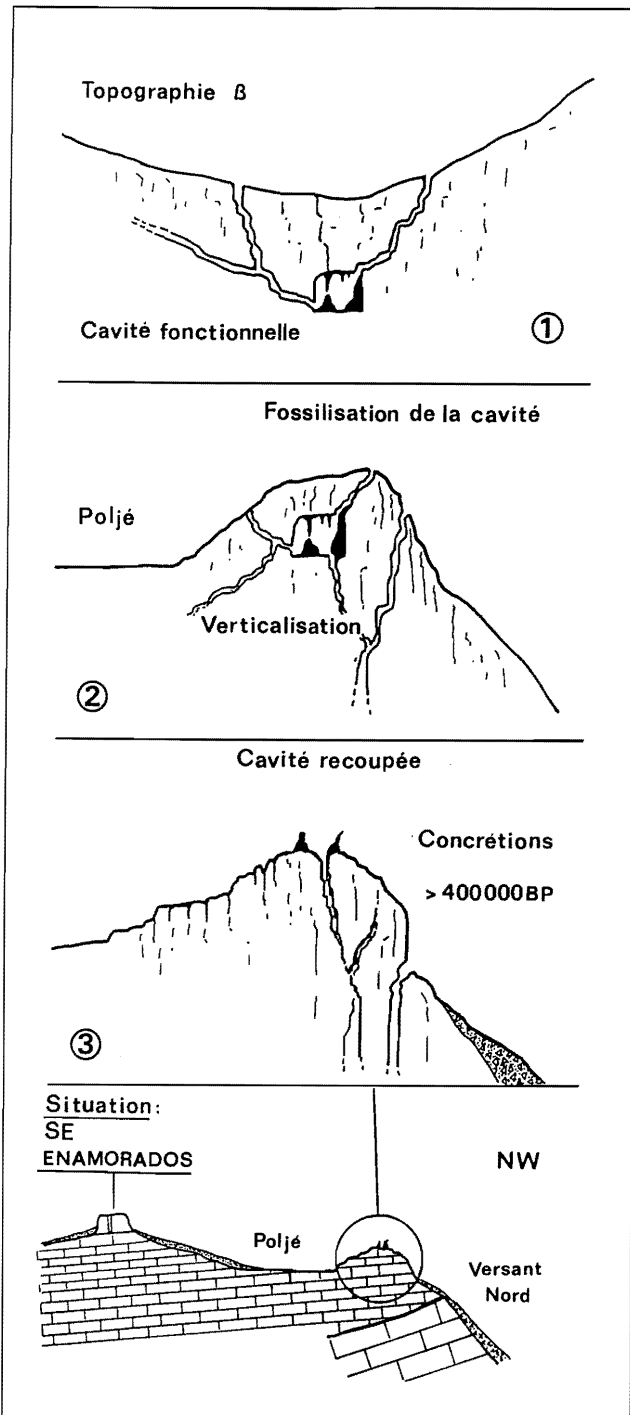 Topographie ß
Cavité fonctionnelle
①
Fossilisation de la cavité
Poljé
Verticalisation
②
Cavité recoupée
Concrétions
> 400000BP
③
Situation:
SE
ENAMORADOS
NW
Poljé
Versant
Nord